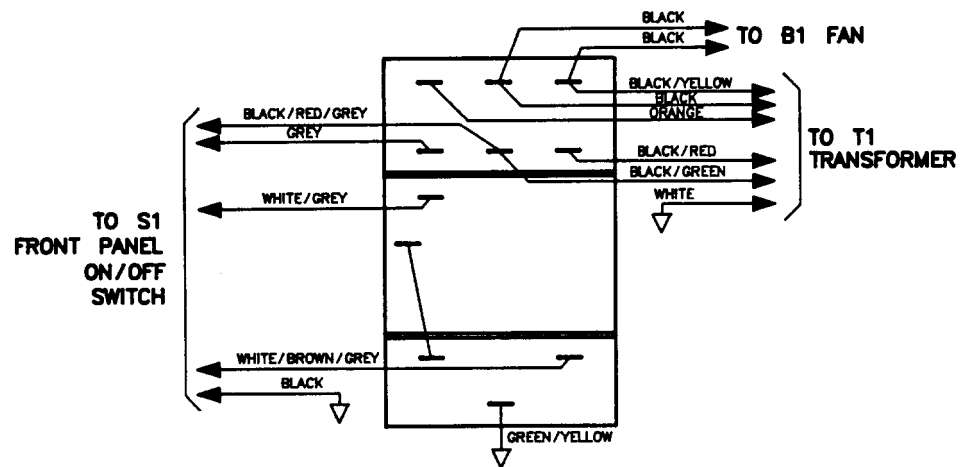 BLACK
BLACK
TO B1 FAN
BLACK/YELLOW
BLACK
ORANGE
BLACK/RED/GREY
GREY
TO T1
TRANSFORMER
BLACK/RED
BLACK/GREEN
WHITE
WHITE/GREY
TO S1
FRONT PANEL
ON/OFF
SWITCH
WHITE/BROWN/GREY
BLACK
GREEN/YELLOW